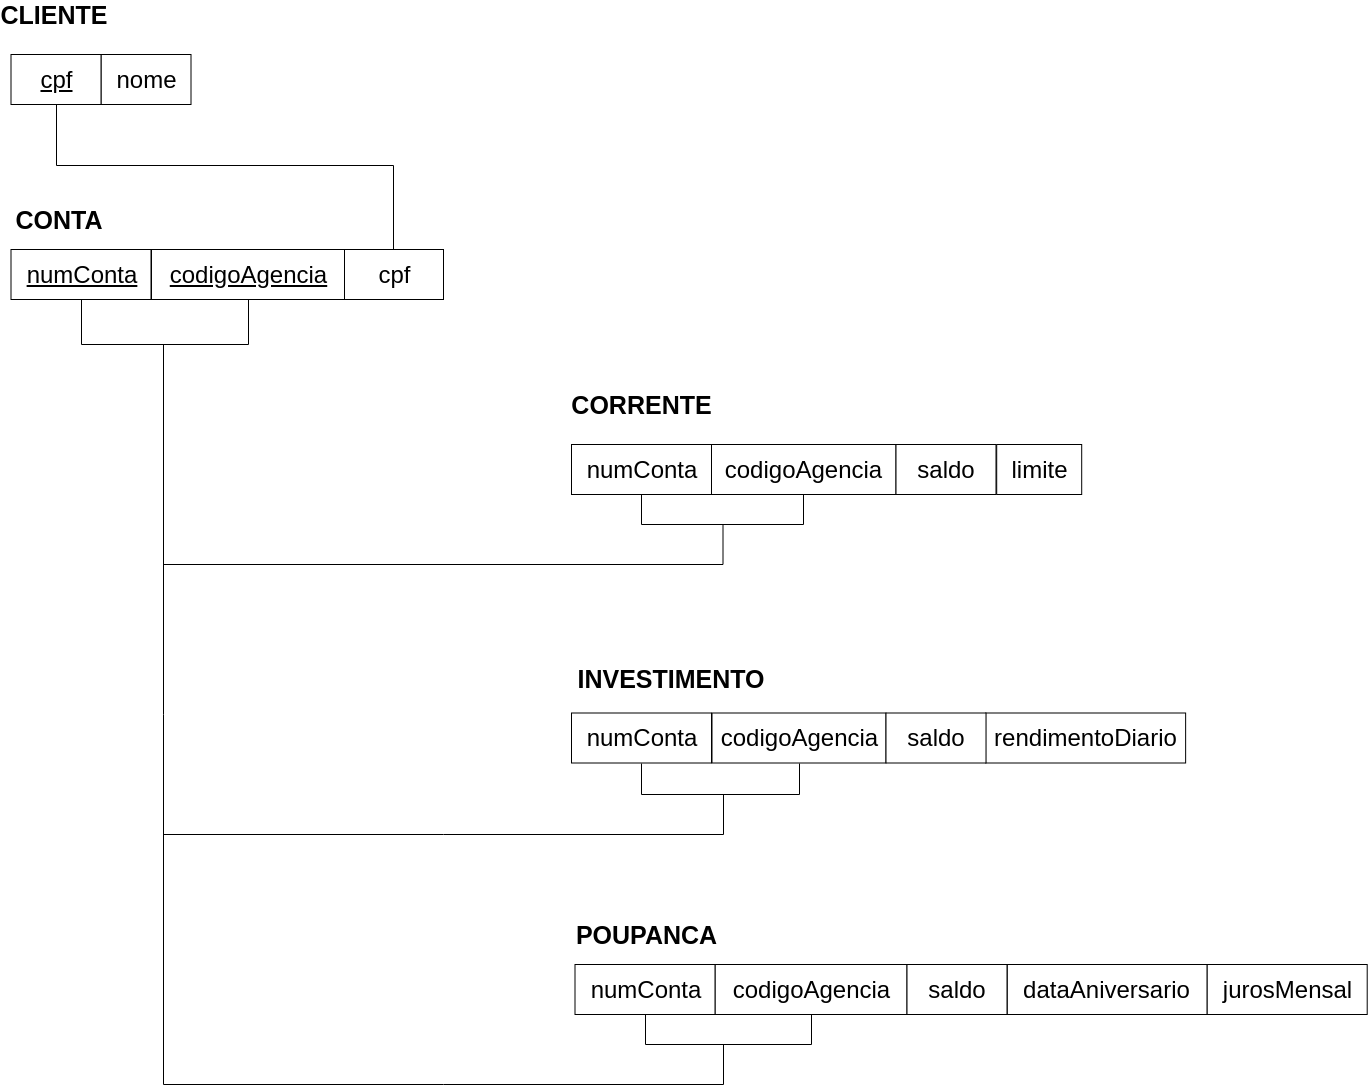 CLIENTE
cpf nome
CONTA
numConta codigoAgencia cpf
CORRENTE
numConta codigoAgencia saldo limite
INVESTIMENTO
numConta codigoAgencia saldo rendimentoDiario
POUPANCA
numConta codigoAgencia saldo dataAniversario jurosMensal